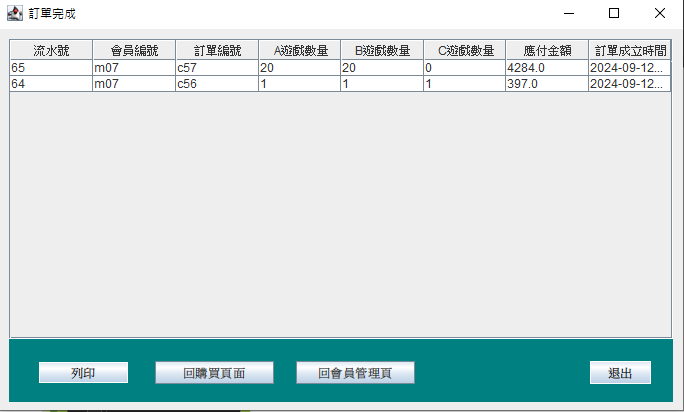 訂單完成
流水號 會員編號 訂單編號 A遊戲數量 B遊戲數量 C遊戲數量 應付金額 訂單成立時間
65 m07 c57 20 20 0 4284.0 2024-09-12...
64 m07 c56 1 1 1 397.0 2024-09-12...
列印 回購買頁面 回會員管理頁 退出